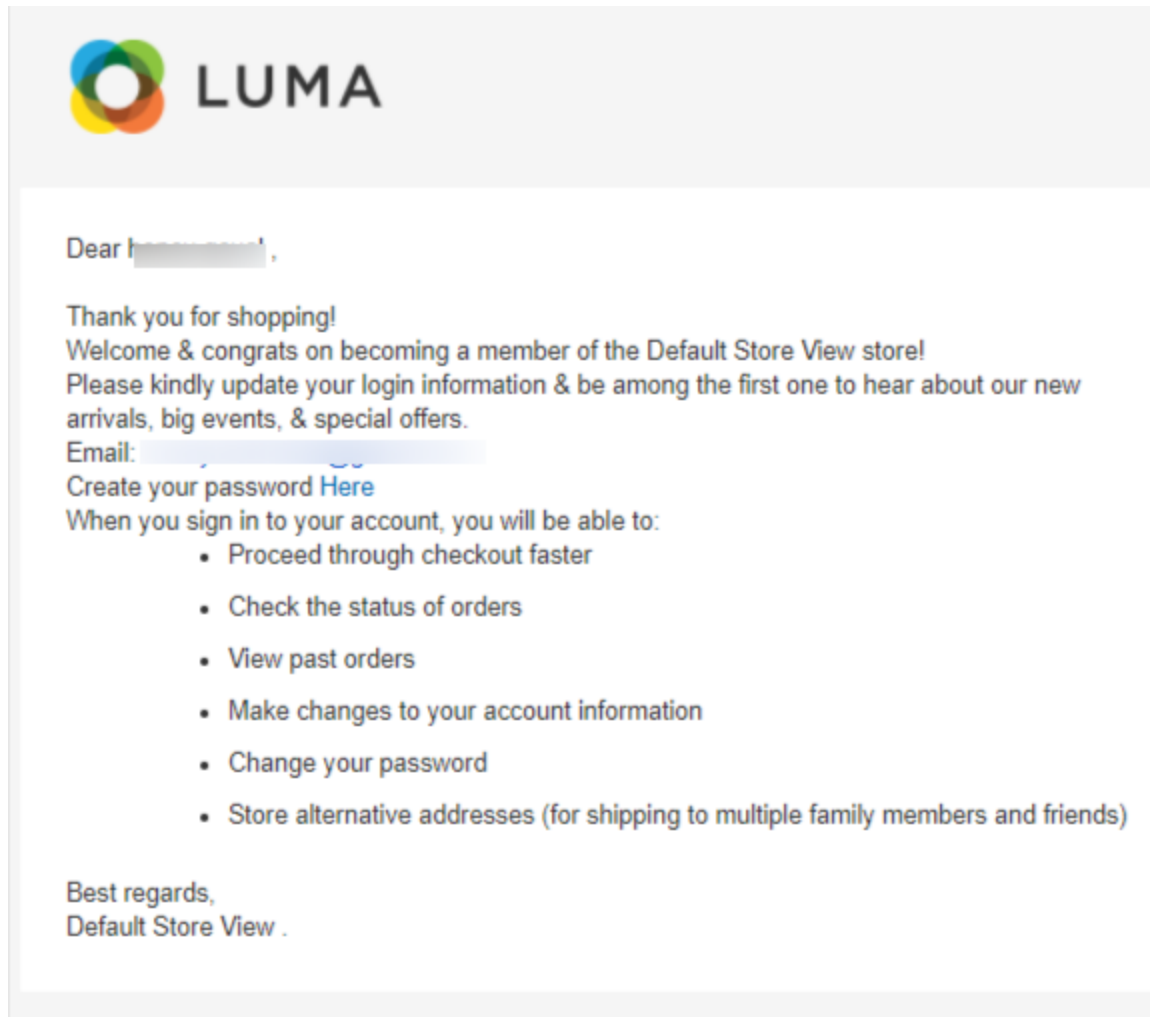 LUMA
Dear ,
Thank you for shopping!
Welcome & congrats on becoming a member of the Default Store View store!
Please kindly update your login information & be among the first one to hear about our new
arrivals, big events, & special offers.
Email:
Create your password Here
When you sign in to your account, you will be able to:
• Proceed through checkout faster
• Check the status of orders
• View past orders
• Make changes to your account information
• Change your password
• Store alternative addresses (for shipping to multiple family members and friends)
Best regards,
Default Store View .